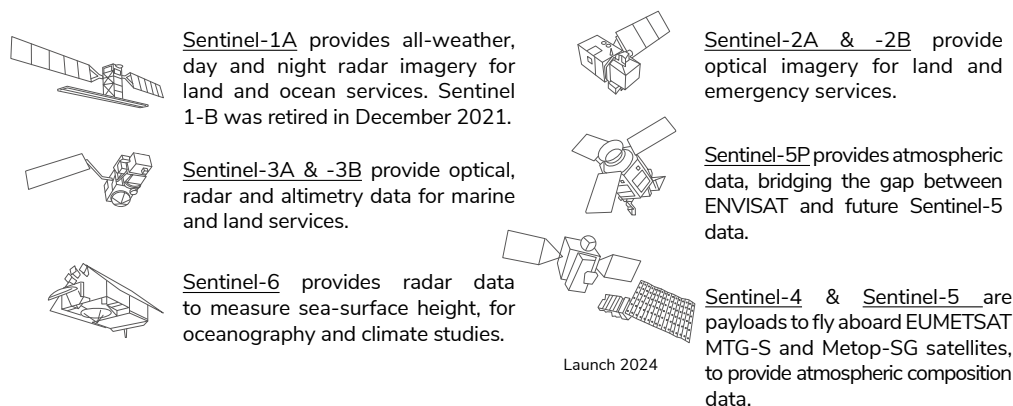 Sentinel-1A provides all-weather,
day and night radar imagery for
land and ocean services. Sentinel
1-B was retired in December 2021.
Sentinel-3A & -3B provide optical,
radar and altimetry data for marine
and land services.
Sentinel-6 provides radar data
to measure sea-surface height, for
oceanography and climate studies.
Sentinel-2A & -2B provide
optical imagery for land and
emergency services.
Sentinel-5P provides atmospheric
data, bridging the gap between
ENVISAT and future Sentinel-5
data.
Sentinel-4 & Sentinel-5 are
payloads to fly aboard EUMETSAT
MTG-S and Metop-SG satellites,
to provide atmospheric composition
data.
Launch 2024